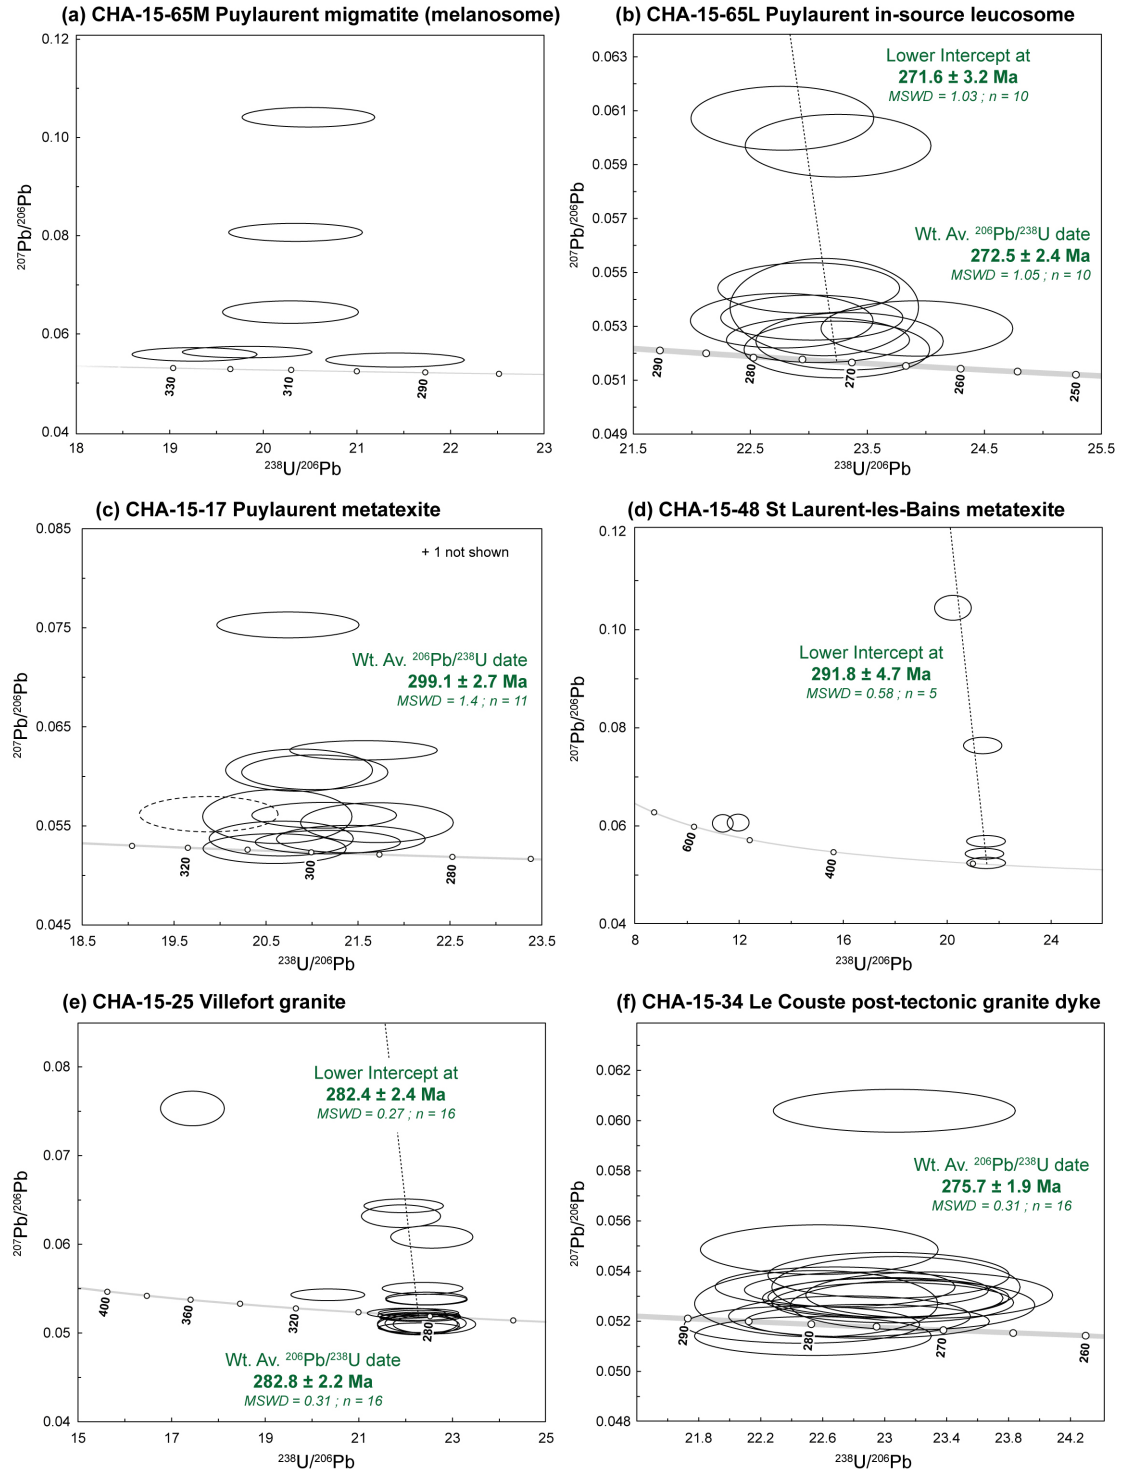 (a) CHA-15-65M Puylaurent migmatite (melanosome)
0.12
0.10
0.08
0.06
0.04
207Pb/206Pb
330
310
290
18 19 20 21 22 23
238U/206Pb
(b) CHA-15-65L Puylaurent in-source leucosome
0.063
0.061
0.059
0.057
0.055
0.053
0.051
0.049
207Pb/206Pb
Lower Intercept at
271.6 ± 3.2 Ma
MSWD = 1.03 ; n = 10
Wt. Av. 206Pb/238U date
272.5 ± 2.4 Ma
MSWD = 1.05 ; n = 10
290
280
270
260
250
21.5 22.5 23.5 24.5 25.5
238U/206Pb
(c) CHA-15-17 Puylaurent metatexite
0.085
0.075
0.065
0.055
0.045
207Pb/206Pb
+ 1 not shown
Wt. Av. 206Pb/238U date
299.1 ± 2.7 Ma
MSWD = 1.4 ; n = 11
320
300
280
18.5 19.5 20.5 21.5 22.5 23.5
238U/206Pb
(d) CHA-15-48 St Laurent-les-Bains metatexite
0.12
0.10
0.08
0.06
0.04
207Pb/206Pb
Lower Intercept at
291.8 ± 4.7 Ma
MSWD = 0.58 ; n = 5
600
400
8 12 16 20 24
238U/206Pb
(e) CHA-15-25 Villefort granite
0.08
0.07
0.06
0.05
0.04
207Pb/206Pb
Lower Intercept at
282.4 ± 2.4 Ma
MSWD = 0.27 ; n = 16
400
360
320
280
Wt. Av. 206Pb/238U date
282.8 ± 2.2 Ma
MSWD = 0.31 ; n = 16
15 17 19 21 23 25
238U/206Pb
(f) CHA-15-34 Le Couste post-tectonic granite dyke
0.062
0.060
0.058
0.056
0.054
0.052
0.050
0.048
207Pb/206Pb
Wt. Av. 206Pb/238U date
275.7 ± 1.9 Ma
MSWD = 0.31 ; n = 16
290
280
270
260
21.8 22.2 22.6 23 23.4 23.8 24.2
238U/206Pb